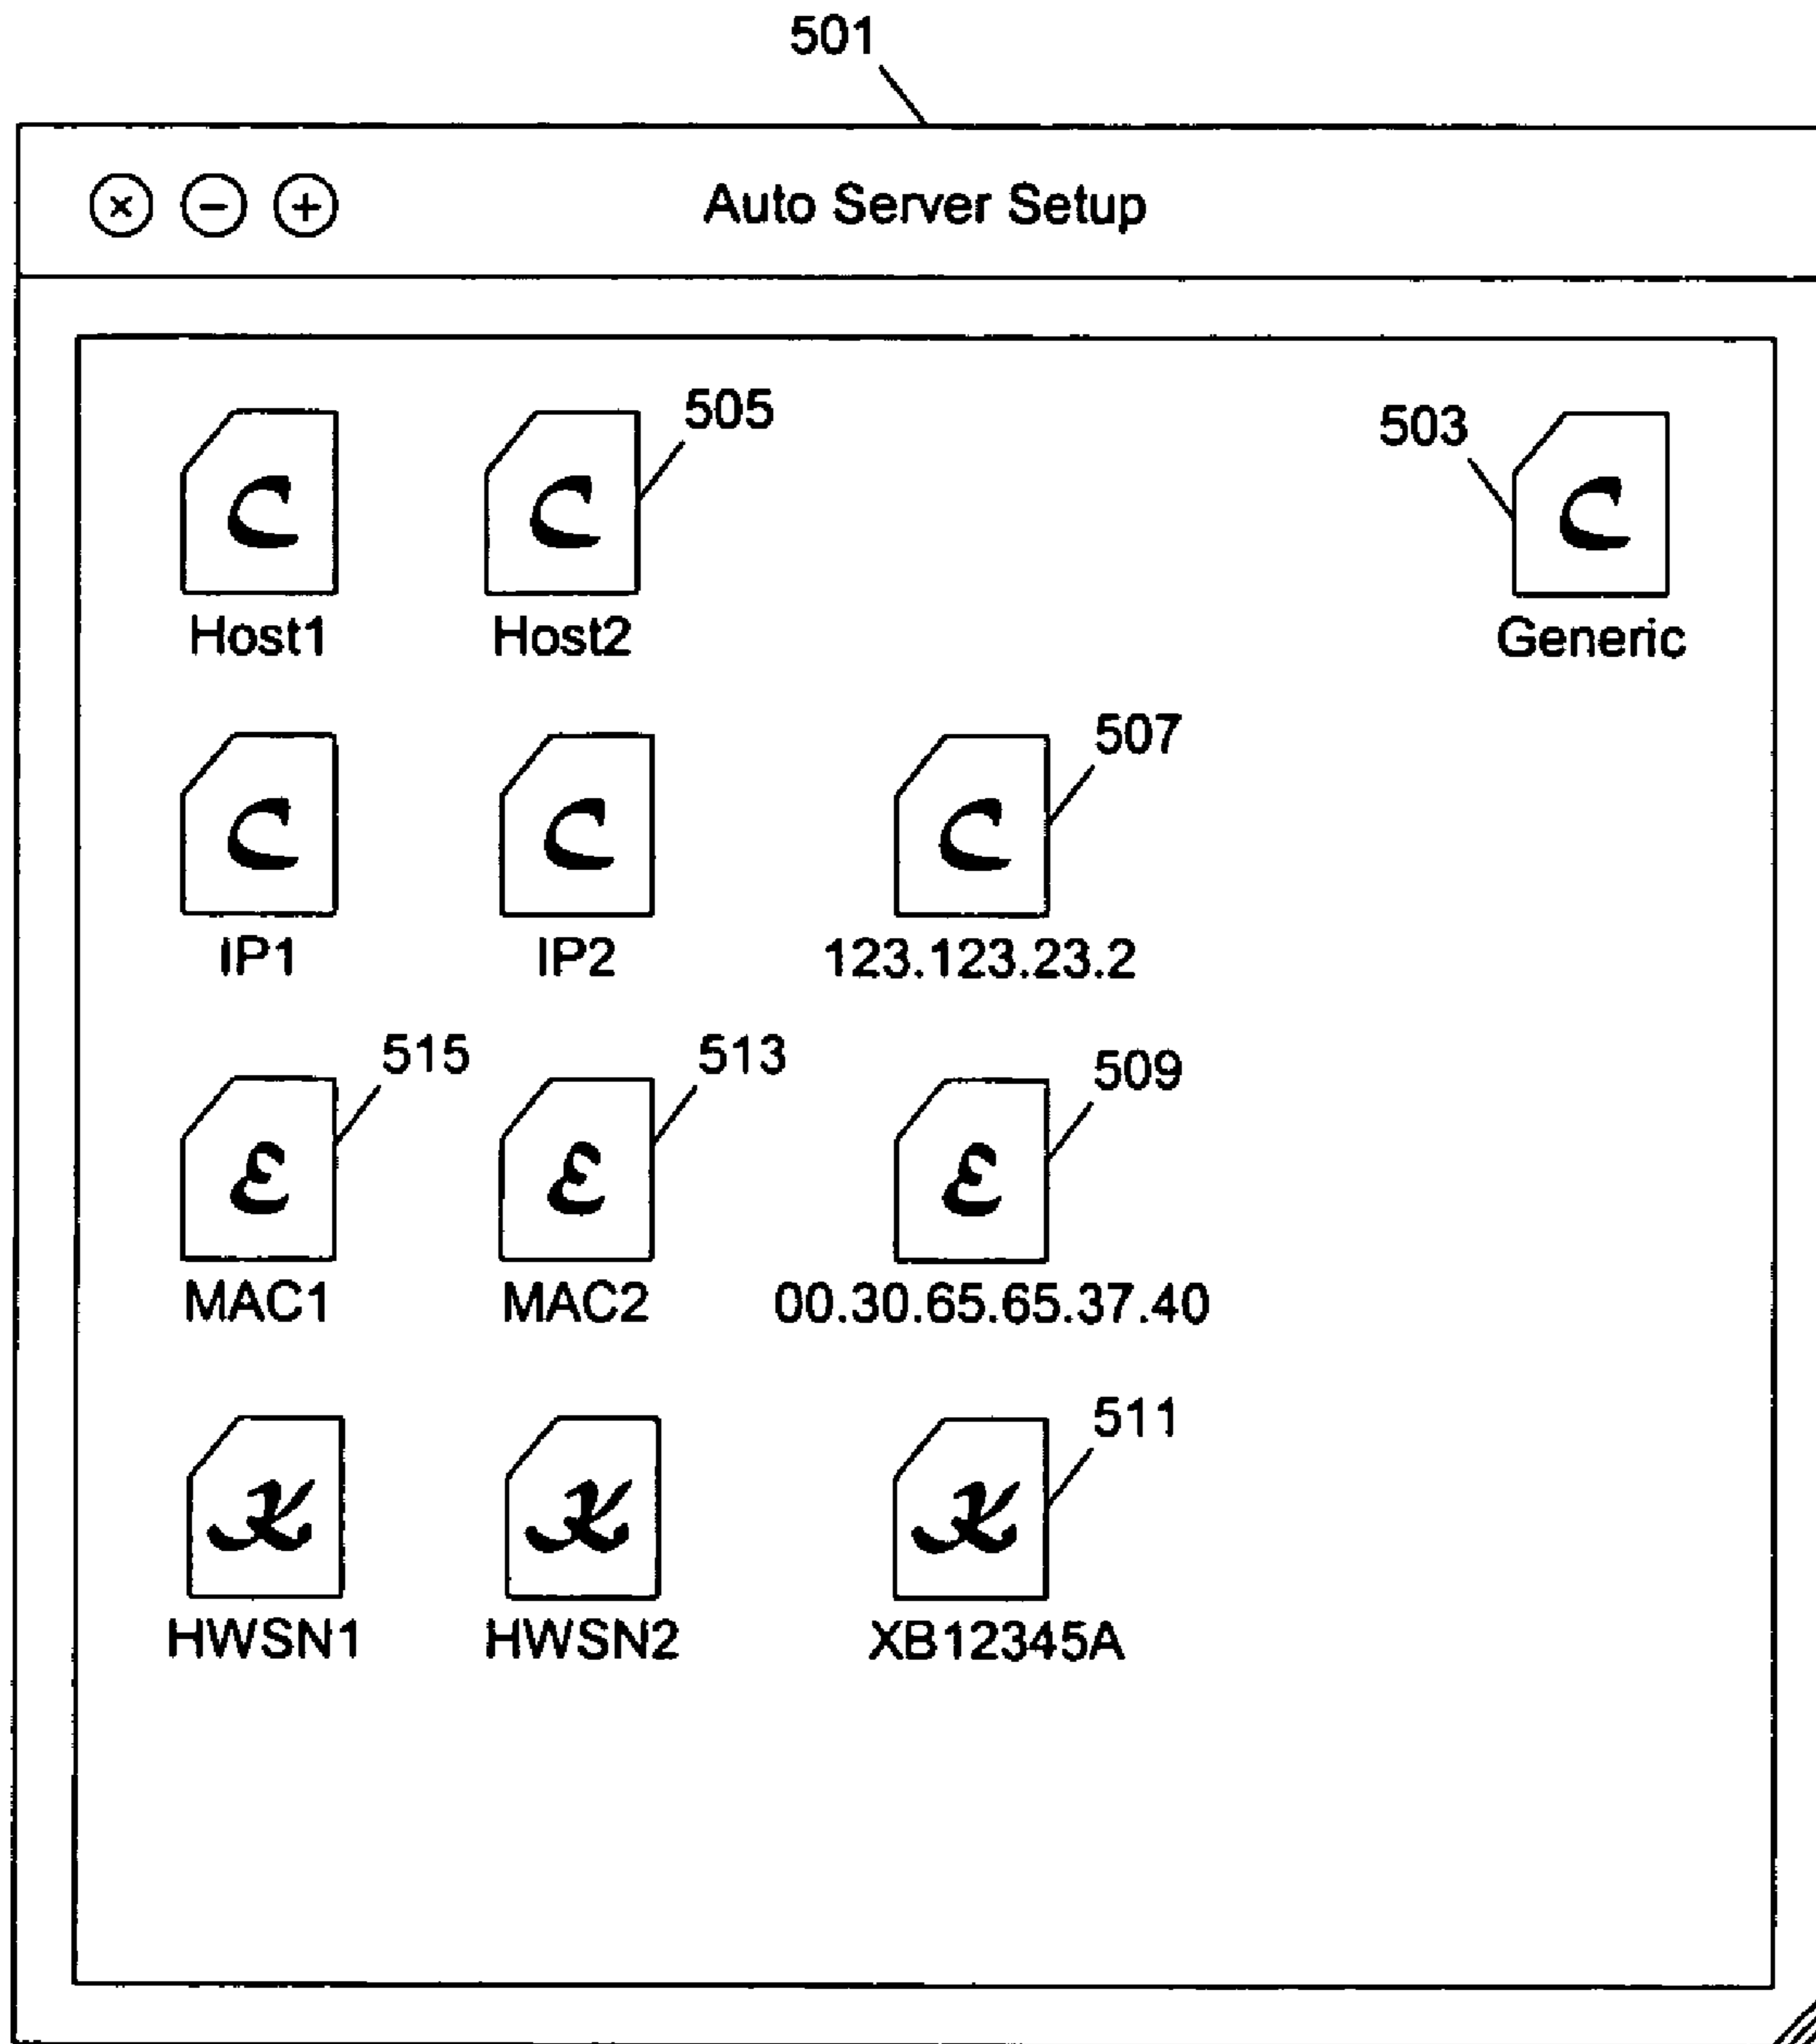 501
× − + Auto Server Setup
505 503
C C C
Host1 Host2 Generic
507
C C C
IP1 IP2 123.123.23.2
515 513 509
ε ε ε
MAC1 MAC2 00.30.65.65.37.40
511
K K K
HWSN1 HWSN2 XB12345A